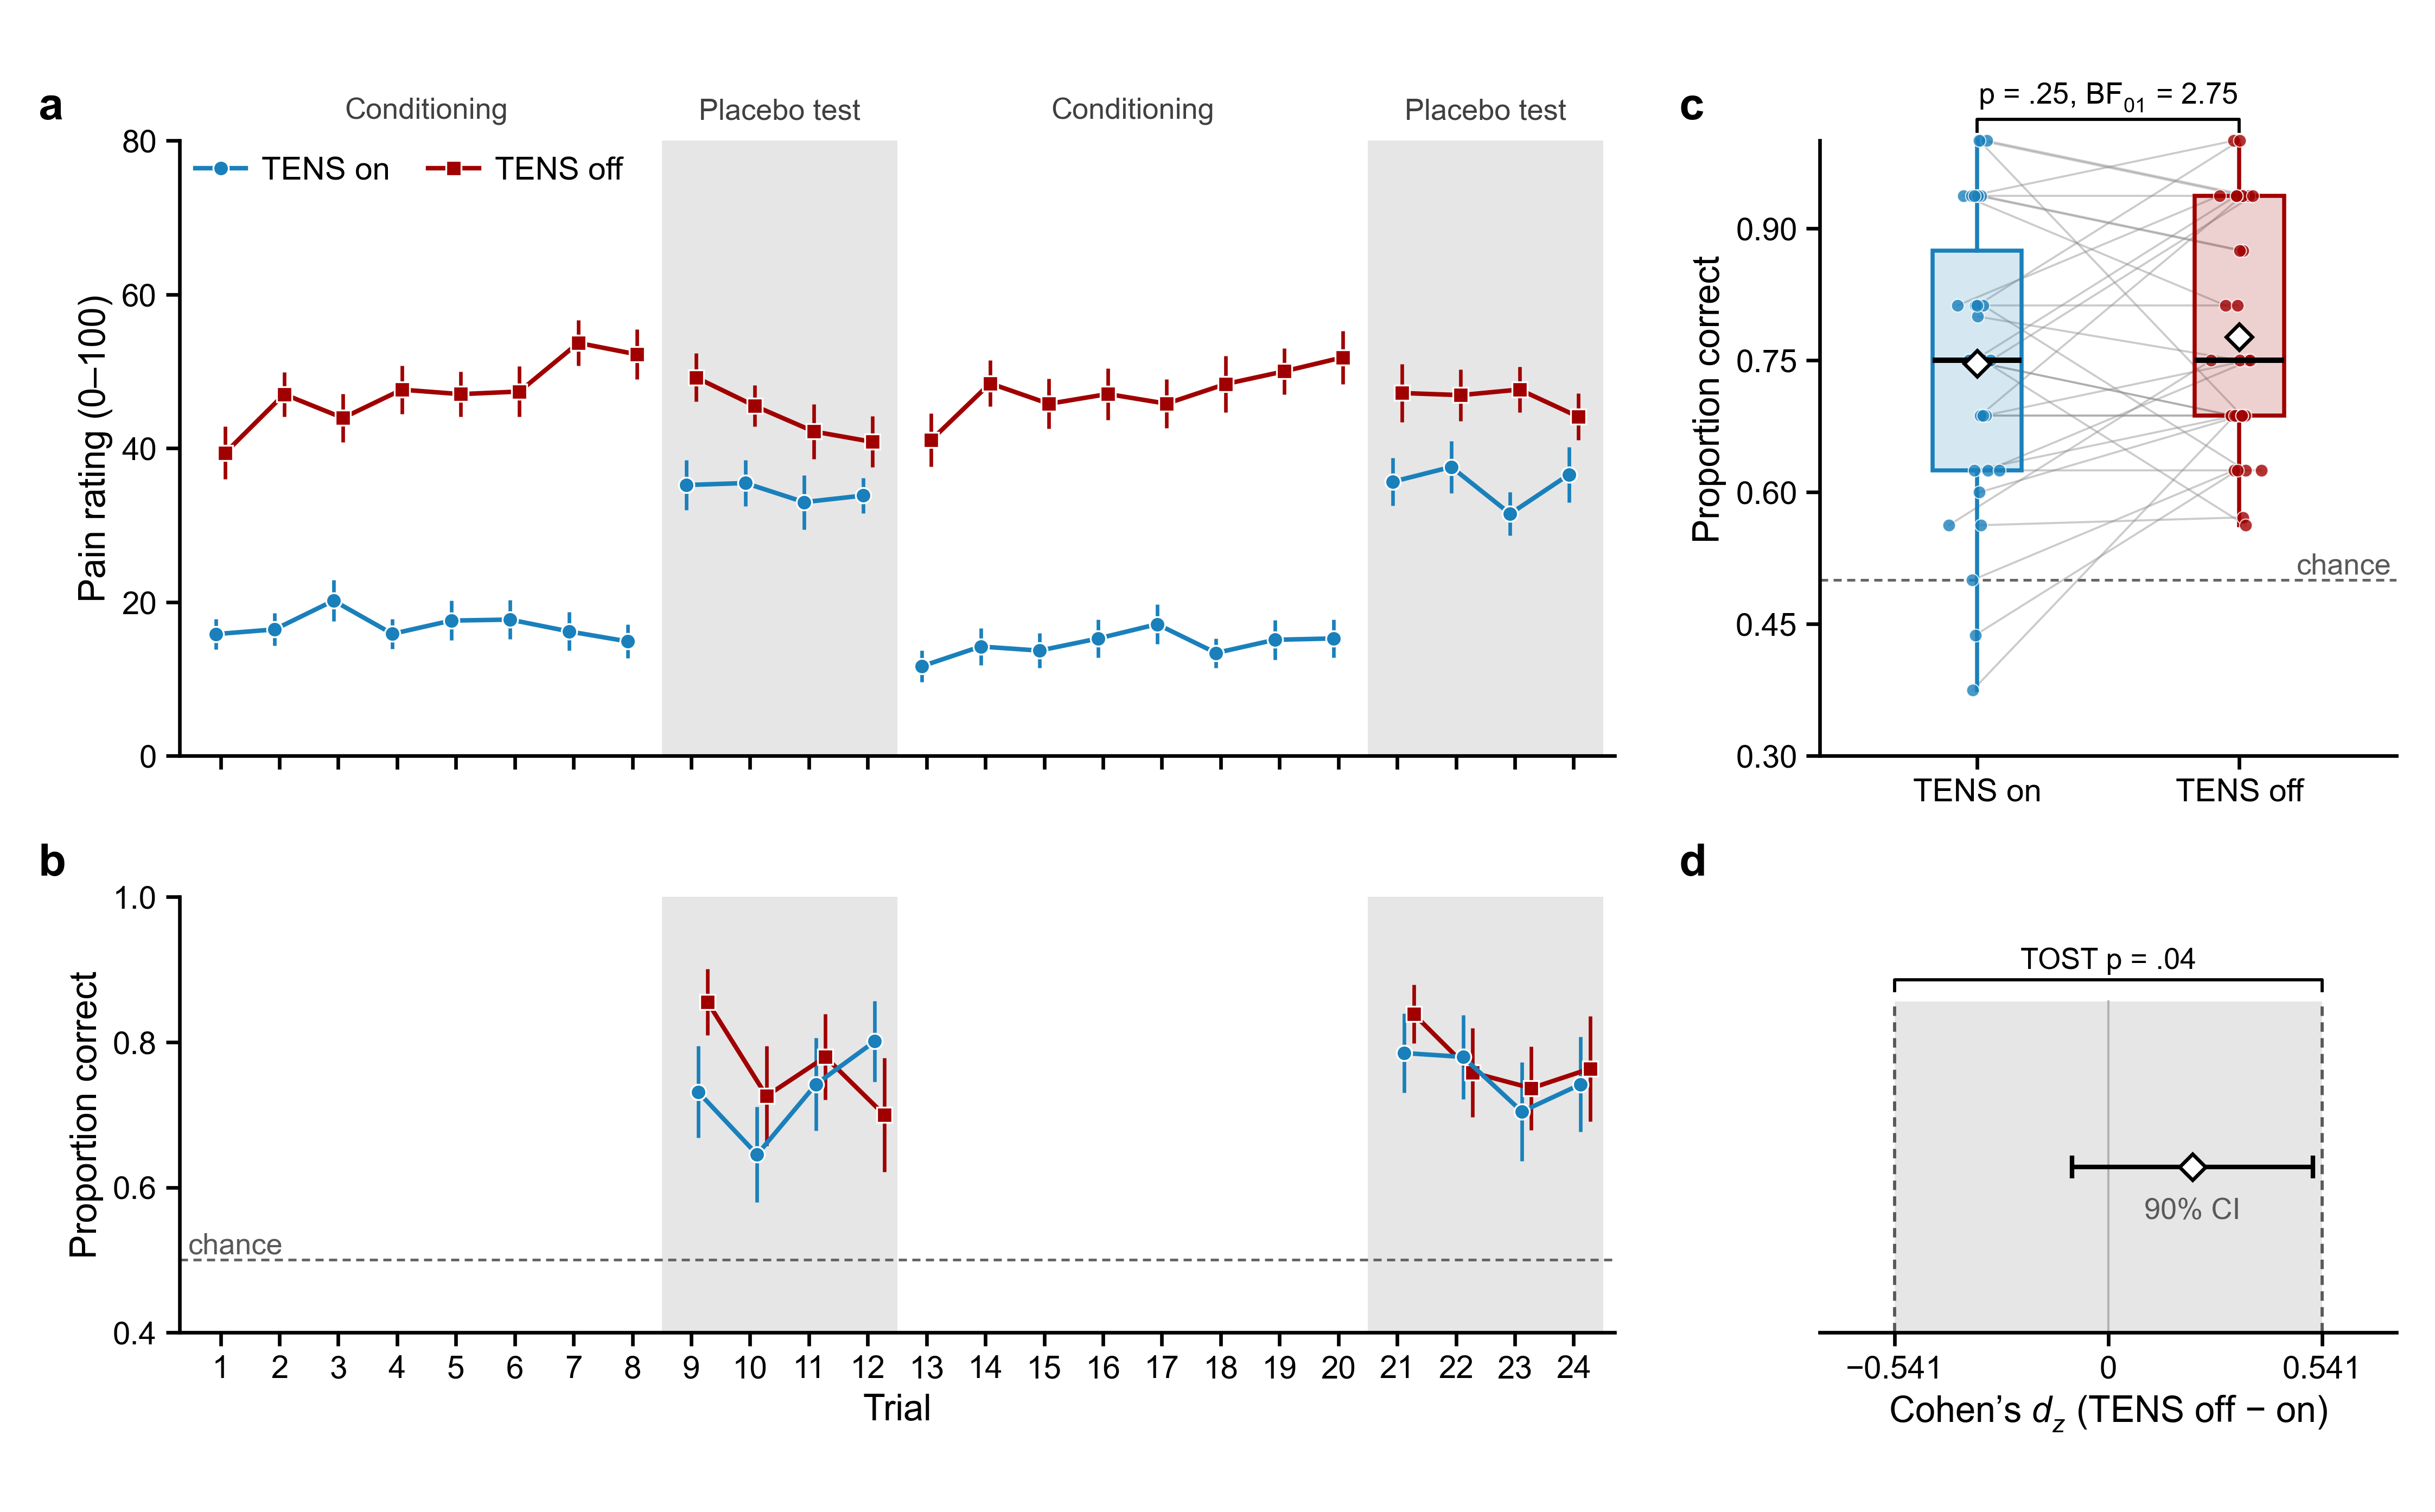 a
Conditioning
Placebo test
Conditioning
Placebo test
TENS on
TENS off
Pain rating (0–100)
80
60
40
20
0
b
Proportion correct
1.0
0.8
0.6
0.4
chance
1 2 3 4 5 6 7 8 9 10 11 12 13 14 15 16 17 18 19 20 21 22 23 24
Trial
c
p = .25, BF01 = 2.75
Proportion correct
0.90
0.75
0.60
0.45
0.30
chance
TENS on
TENS off
d
TOST p = .04
90% CI
−0.541 0 0.541
Cohen’s dz (TENS off − on)